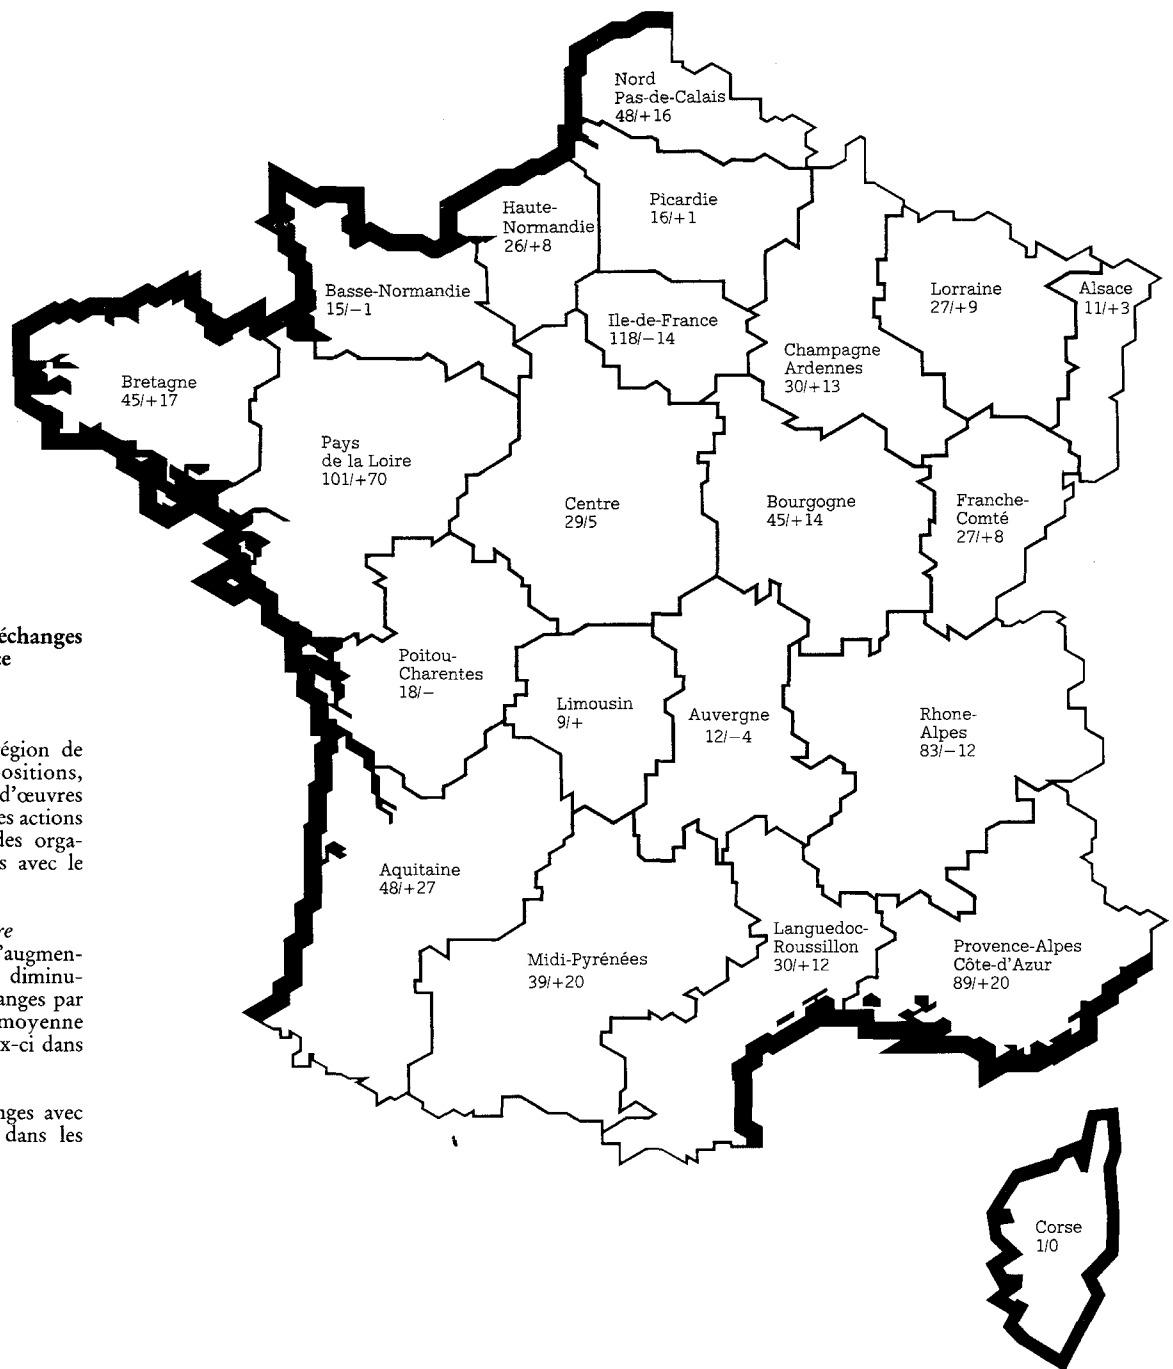 Nord
Pas-de-Calais
48/+16
Picardie
16/+1
Haute-
Normandie
26/+8
Basse-Normandie
15/−1
Ile-de-France
118/−14
Lorraine
27/+9
Alsace
11/+3
Champagne
Ardennes
30/+13
Bretagne
45/+17
Pays
de la Loire
101/+70
Centre
29/5
Bourgogne
45/+14
Franche-
Comté
27/+8
échanges
Poitou-
Charentes
18/−
Limousin
9/+
Auvergne
12/−4
Rhone-
Alpes
83/−12
égion de
ositions,
d'œuvres
es actions
des orga-
s avec le
Aquitaine
48/+27
re
'augmen-
diminu-
anges par
moyenne
x-ci dans
Midi-Pyrénées
39/+20
Languedoc-
Roussillon
30/+12
Provence-Alpes
Côte-d'Azur
89/+20
nges avec
dans les
Corse
1/0